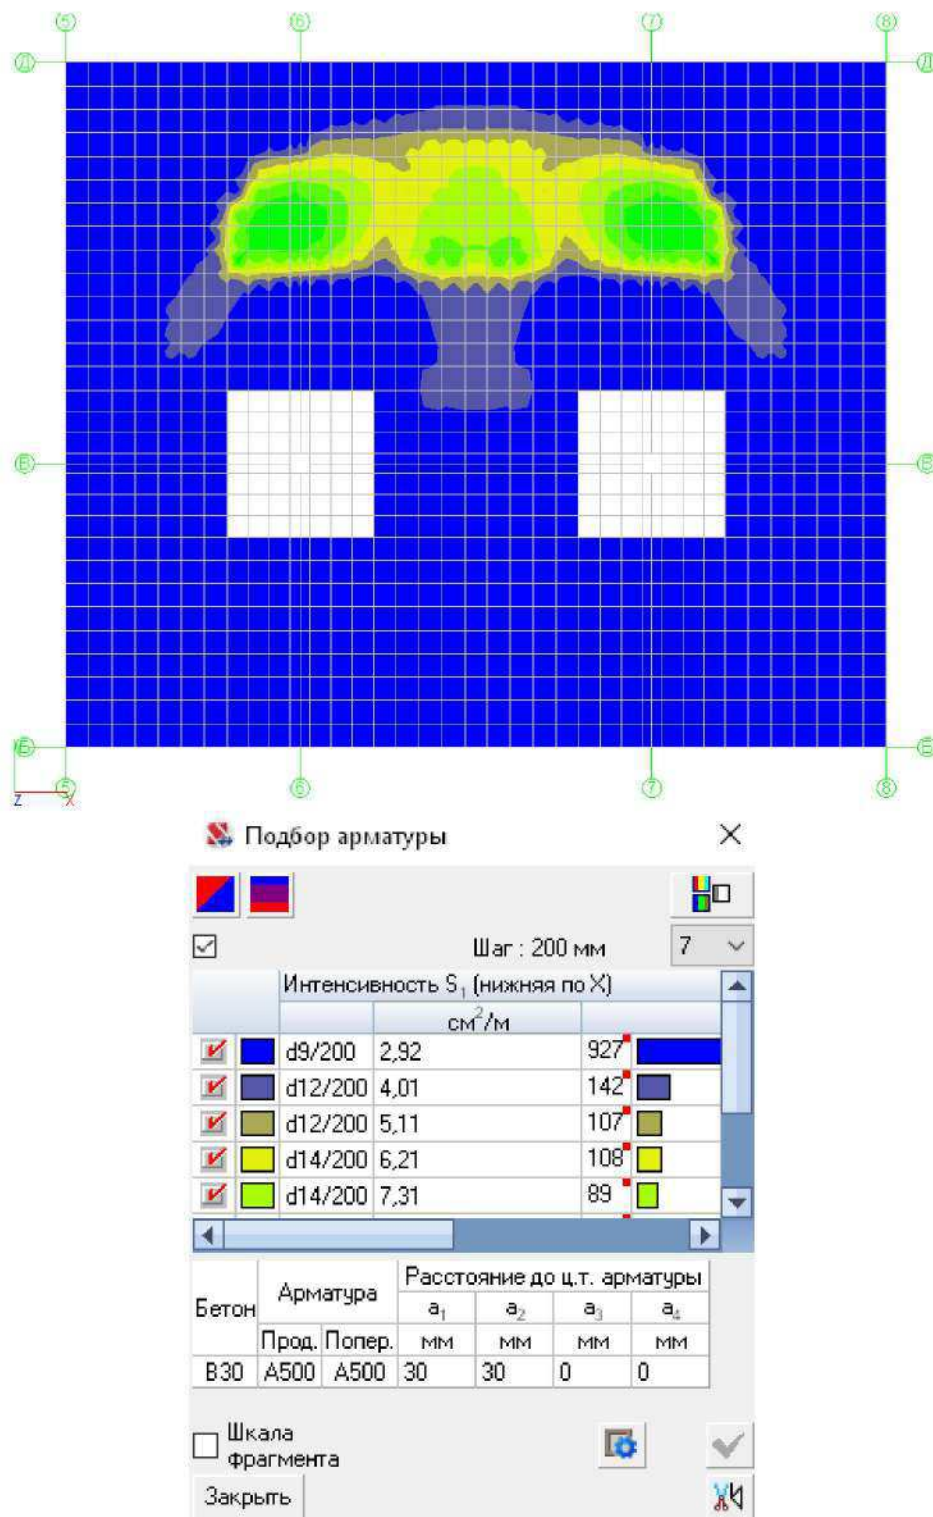 5 6 7 8
Д Д
В В
Б Б
Z X
5 6 7 8
Подбор арматуры
Шаг : 200 мм 7
Интенсивность S1 (нижняя по X)
см2/м
d9/200 2,92 927
d12/200 4,01 142
d12/200 5,11 107
d14/200 6,21 108
d14/200 7,31 89
Бетон Арматура Расстояние до ц.т. арматуры
a1 a2 a3 a4
Прод. Попер. мм мм мм мм
B30 A500 A500 30 30 0 0
Шкала
фрагмента
Закрыть